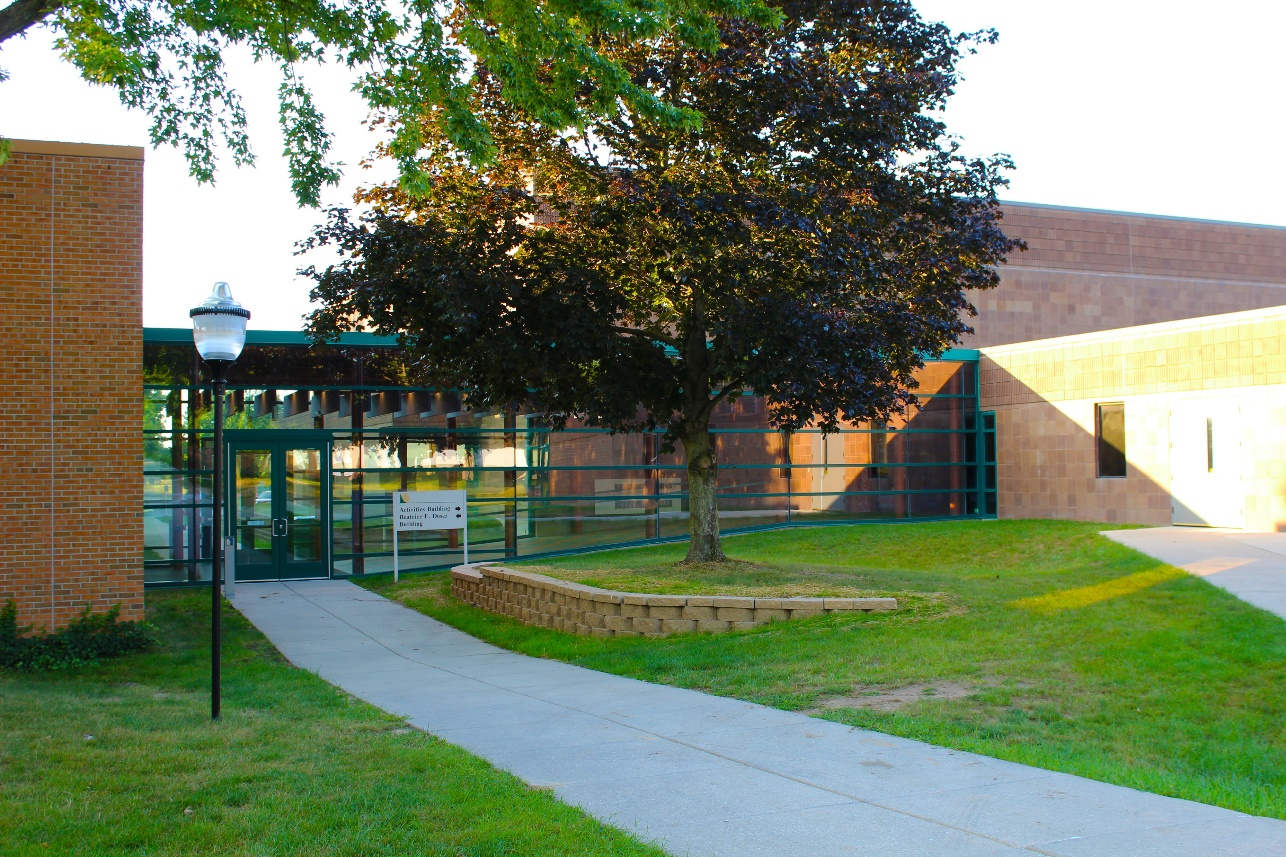 Activities Building
Beatrice E. Doser
Building